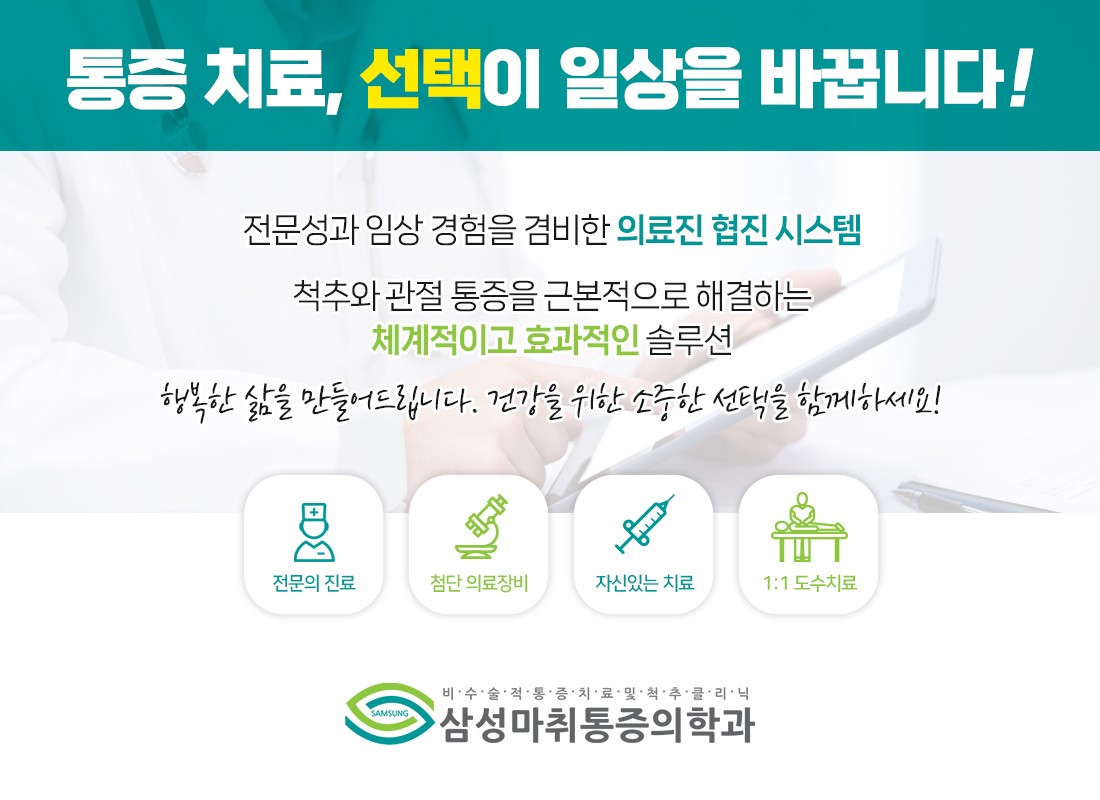 통증 치료, 선택이 일상을 바꿉니다!
전문성과 임상 경험을 겸비한 의료진 협진 시스템
척추와 관절 통증을 근본적으로 해결하는
체계적이고 효과적인 솔루션
행복한 삶을 만들어드립니다. 건강을 위한 소중한 선택을 함께하세요!
전문의 진료
첨단 의료장비
자신있는 치료
1:1 도수치료
비·수·술·적·통·증·치·료·및·척·추·클·리·닉
SAMSUNG
삼성마취통증의학과